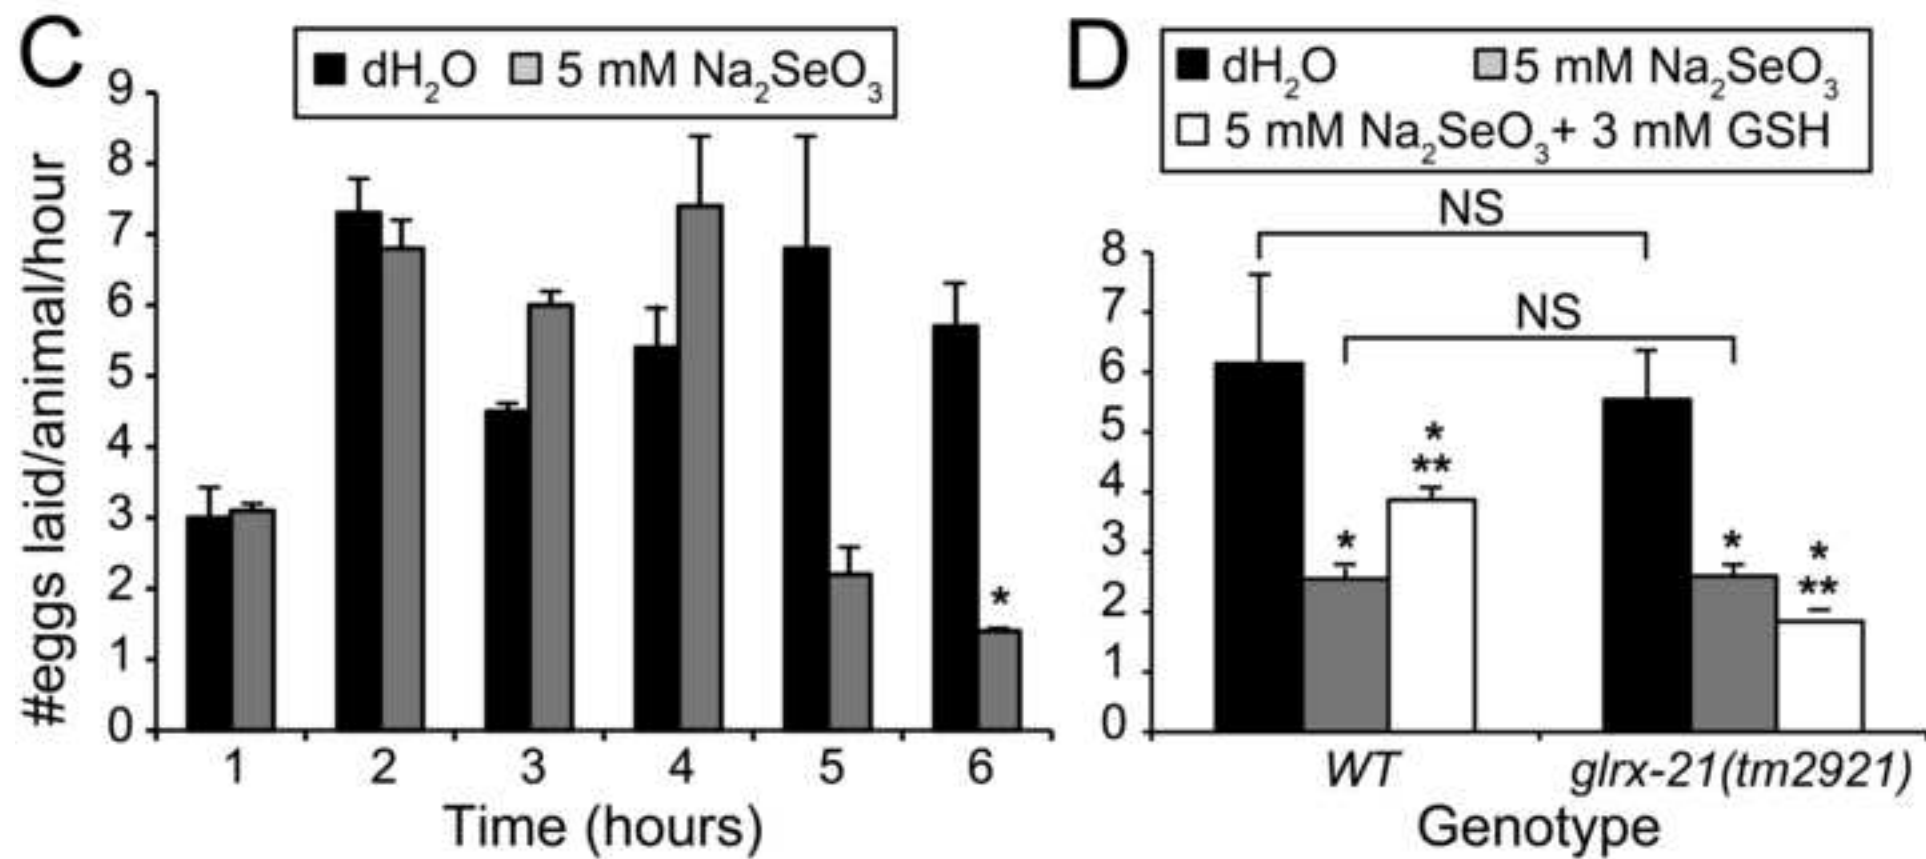 C
dH₂O 5 mM Na₂SeO₃
#eggs laid/animal/hour
9
8
7
6
5
4
3
2
1
0
*
1 2 3 4 5 6
Time (hours)
D
dH₂O 5 mM Na₂SeO₃
5 mM Na₂SeO₃+ 3 mM GSH
NS
NS
8
7
6
5
4
3
2
1
0
*
*
**
*
*
**
WT glrx-21(tm2921)
Genotype